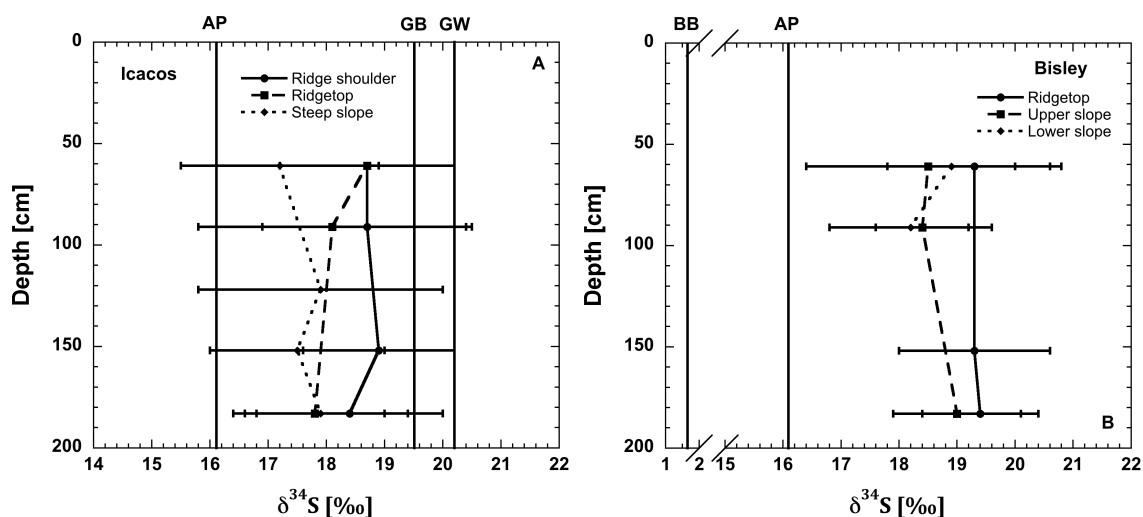 AP GB GW
0
50
100
150
200
Depth [cm]
Icacos
A
Ridge shoulder
Ridgetop
Steep slope
14 15 16 17 18 19 20 21 22
δ³⁴S [‰]
BB AP
0
50
100
150
200
Depth [cm]
Bisley
Ridgetop
Upper slope
Lower slope
B
1 2 15 16 17 18 19 20 21 22
δ³⁴S [‰]